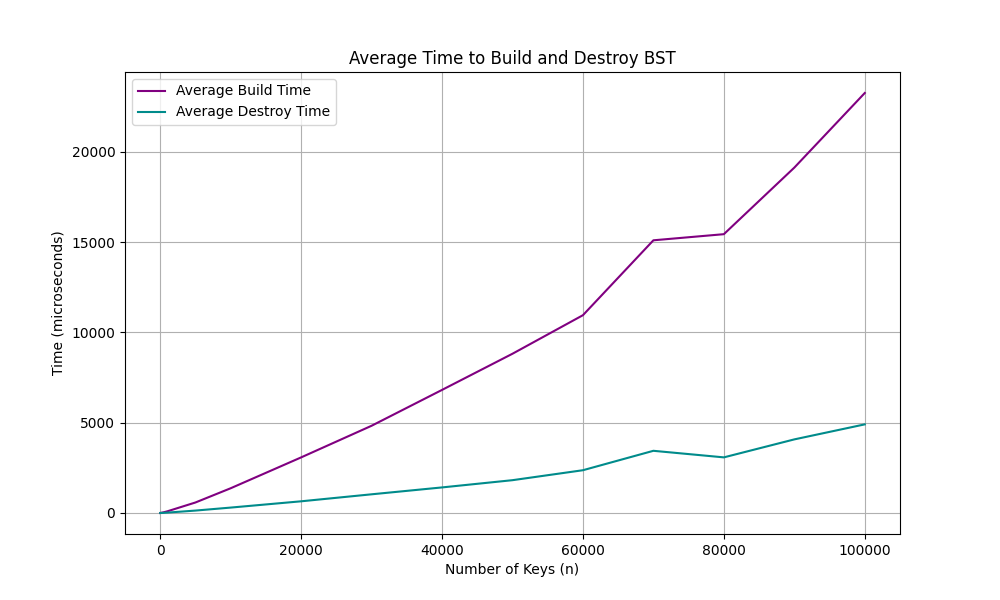 Average Time to Build and Destroy BST
Average Build Time
Average Destroy Time
Time (microseconds)
20000
15000
10000
5000
0
0 20000 40000 60000 80000 100000
Number of Keys (n)